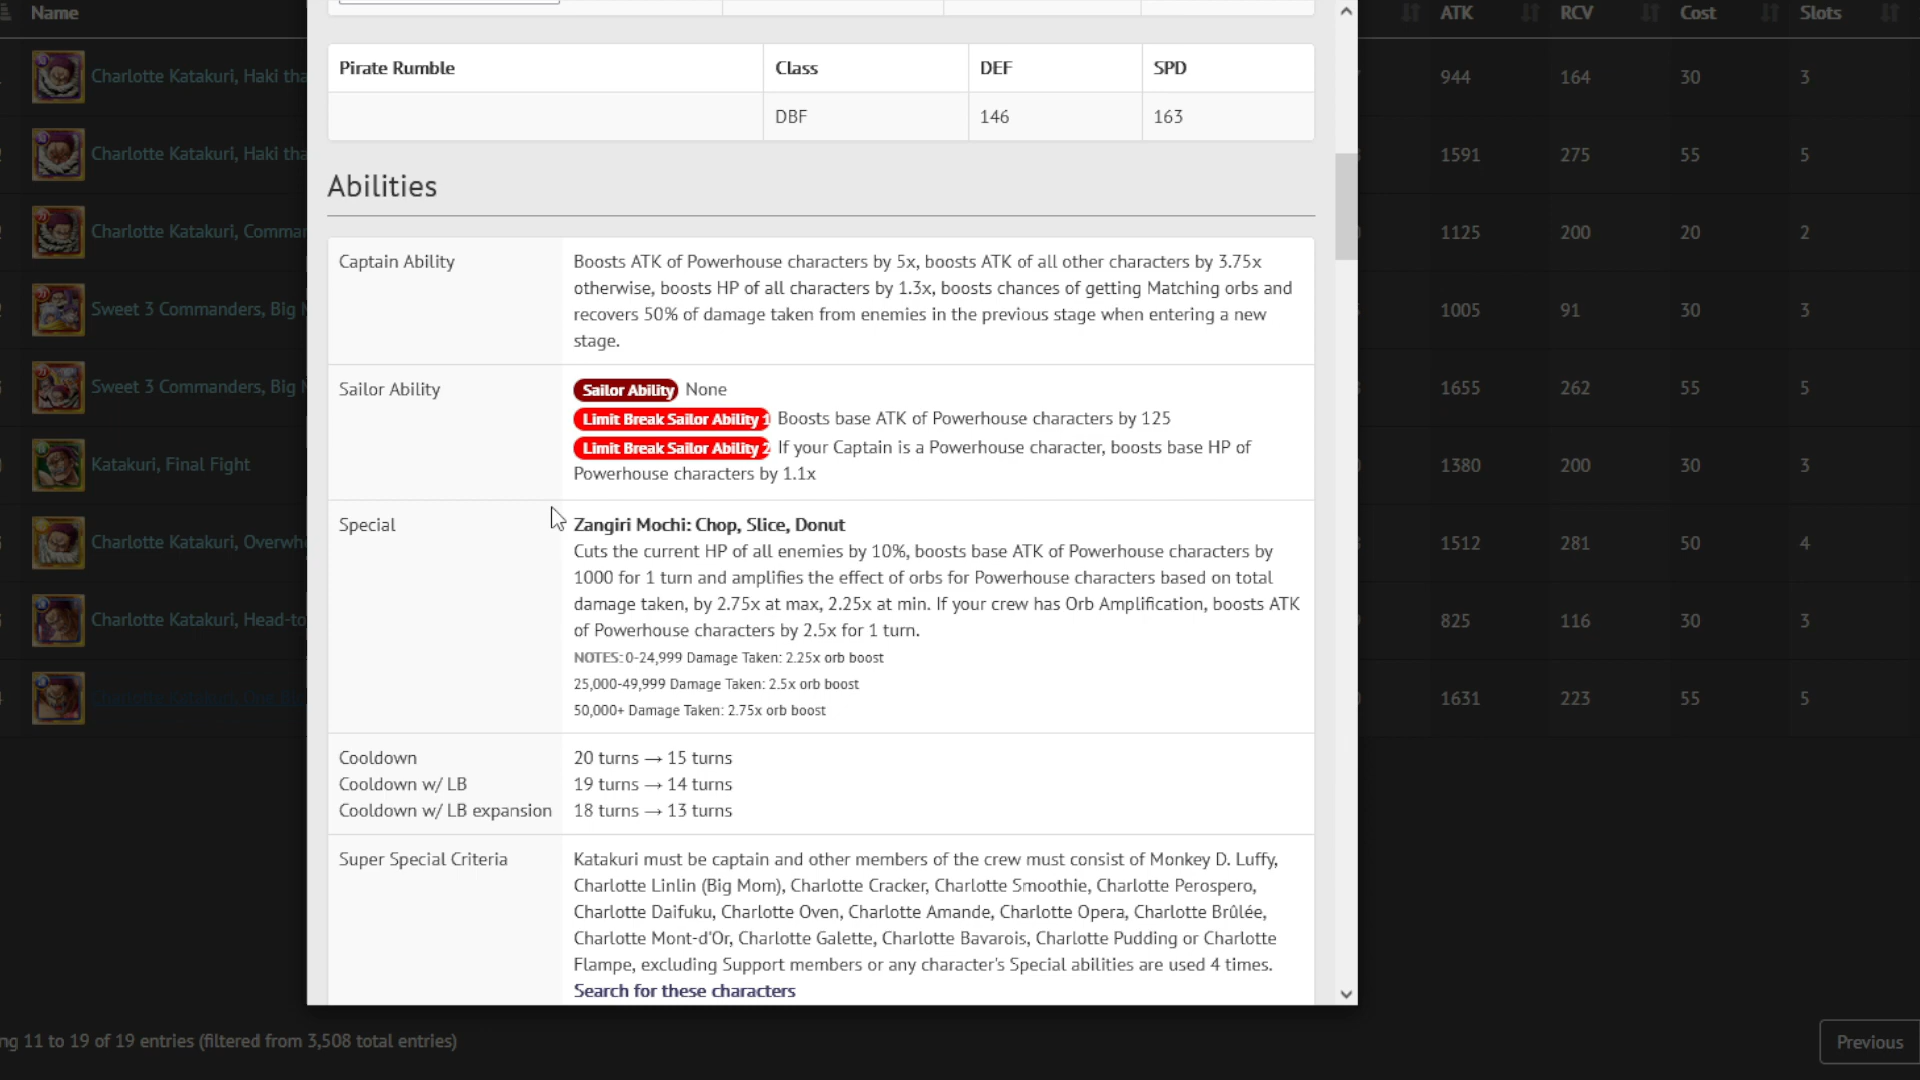 Name
ATK
RCV
Cost
Slots
Charlotte Katakuri, Haki tha
944
164
30
3
Charlotte Katakuri, Haki tha
1591
275
55
5
Charlotte Katakuri, Comman
1125
200
20
2
Sweet 3 Commanders, Big M
1005
91
30
3
Sweet 3 Commanders, Big M
1655
262
55
5
Katakuri, Final Fight
1380
200
30
3
Charlotte Katakuri, Overwhe
1512
281
50
4
Charlotte Katakuri, Head-to
825
116
30
3
Charlotte Katakuri, One
1631
223
55
5
Pirate Rumble
Class
DEF
SPD
DBF
146
163
Abilities
Captain Ability
Boosts ATK of Powerhouse characters by 5x, boosts ATK of all other characters by 3.75x
otherwise, boosts HP of all characters by 1.3x, boosts chances of getting Matching orbs and
recovers 50% of damage taken from enemies in the previous stage when entering a new
stage.
Sailor Ability
Sailor Ability None
Limit Break Sailor Ability 1 Boosts base ATK of Powerhouse characters by 125
Limit Break Sailor Ability 2 If your Captain is a Powerhouse character, boosts base HP of
Powerhouse characters by 1.1x
Special
Zangiri Mochi: Chop, Slice, Donut
Cuts the current HP of all enemies by 10%, boosts base ATK of Powerhouse characters by
1000 for 1 turn and amplifies the effect of orbs for Powerhouse characters based on total
damage taken, by 2.75x at max, 2.25x at min. If your crew has Orb Amplification, boosts ATK
of Powerhouse characters by 2.5x for 1 turn.
NOTES: 0-24,999 Damage Taken: 2.25x orb boost
25,000-49,999 Damage Taken: 2.5x orb boost
50,000+ Damage Taken: 2.75x orb boost
Cooldown
20 turns → 15 turns
Cooldown w/ LB
19 turns → 14 turns
Cooldown w/ LB expansion
18 turns → 13 turns
Super Special Criteria
Katakuri must be captain and other members of the crew must consist of Monkey D. Luffy,
Charlotte Linlin (Big Mom), Charlotte Cracker, Charlotte Smoothie, Charlotte Perospero,
Charlotte Daifuku, Charlotte Oven, Charlotte Amande, Charlotte Opera, Charlotte Brûlée,
Charlotte Mont-d'Or, Charlotte Galette, Charlotte Bavarois, Charlotte Pudding or Charlotte
Flampe, excluding Support members or any character's Special abilities are used 4 times.
Search for these characters
ng 11 to 19 of 19 entries (filtered from 3,508 total entries)
Previous